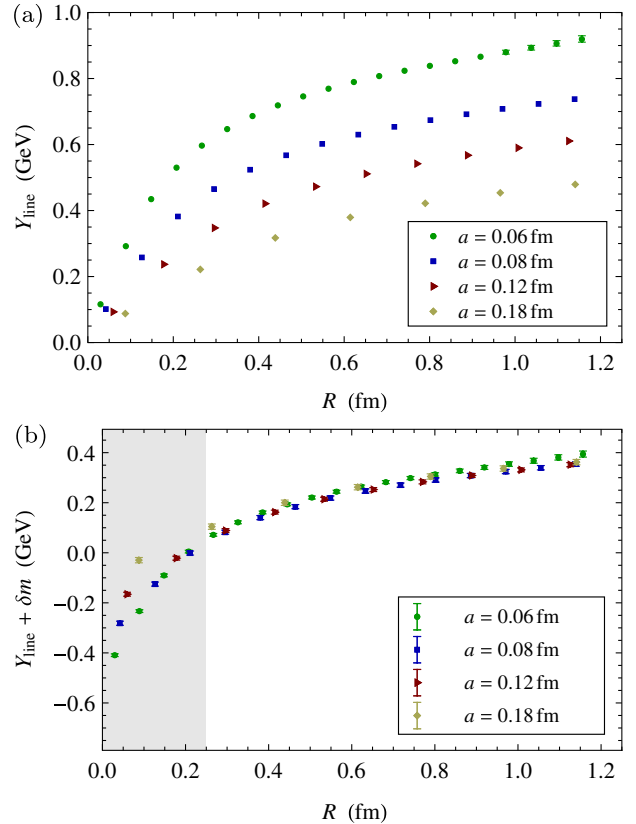 (a)
1.0
0.8
0.6
0.4
0.2
0.0
Y_line (GeV)
a = 0.06 fm
a = 0.08 fm
a = 0.12 fm
a = 0.18 fm
0.0 0.2 0.4 0.6 0.8 1.0 1.2
R (fm)
(b)
0.4
0.2
0.0
−0.2
−0.4
−0.6
Y_line + δm (GeV)
a = 0.06 fm
a = 0.08 fm
a = 0.12 fm
a = 0.18 fm
0.0 0.2 0.4 0.6 0.8 1.0 1.2
R (fm)